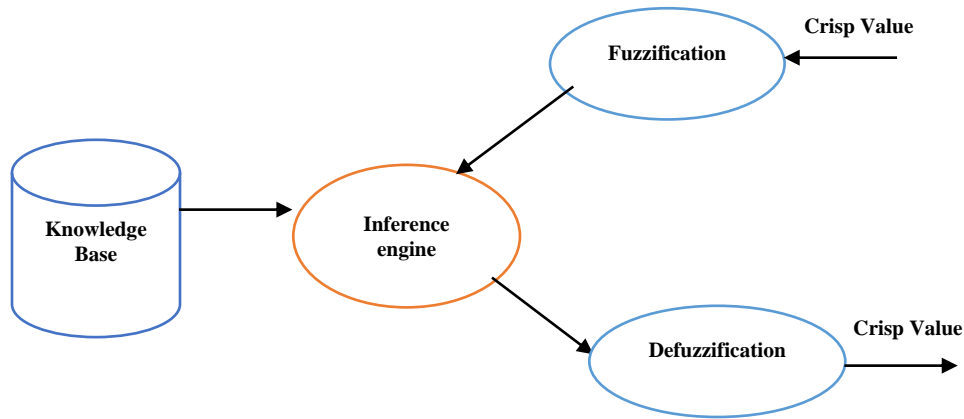 Crisp Value
Fuzzification
Knowledge
Base
Inference
engine
Crisp Value
Defuzzification